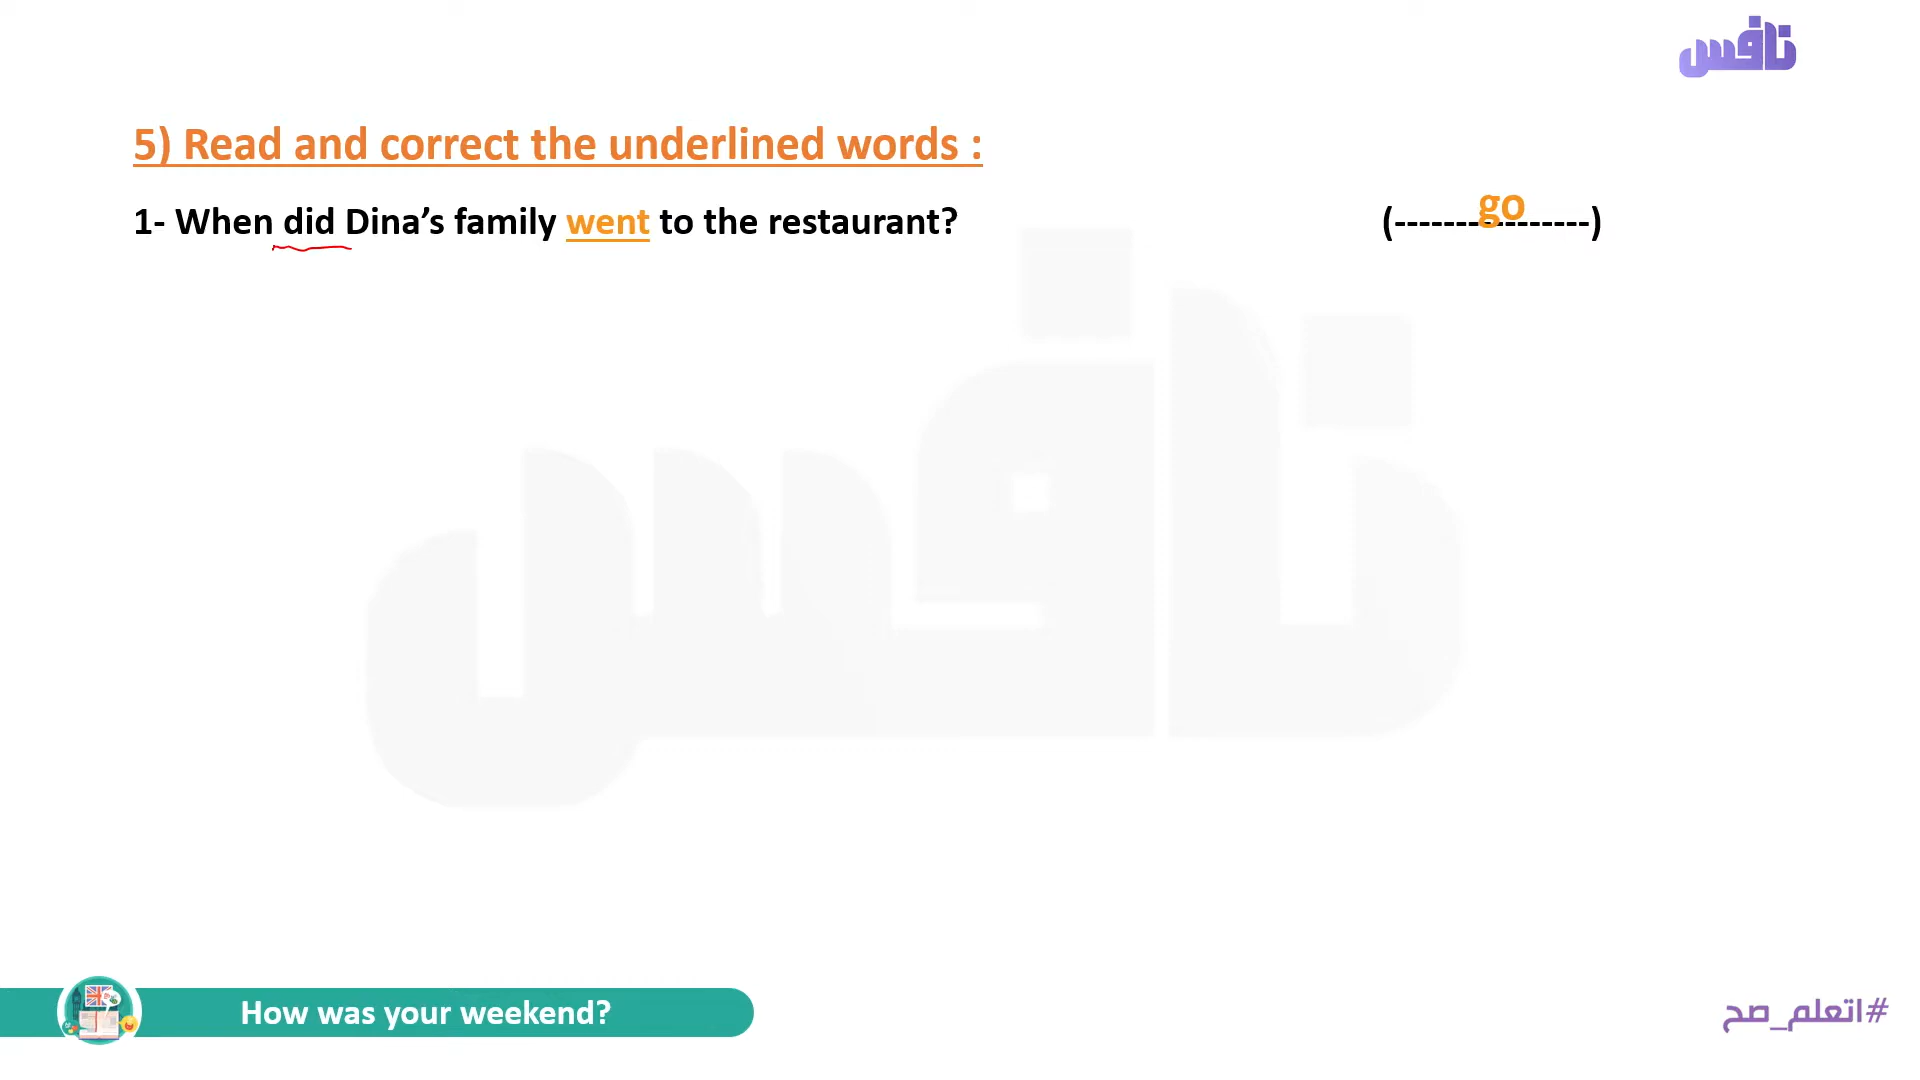 نافس
5) Read and correct the underlined words :
1- When did Dina’s family went to the restaurant? (----------------)
go
نافس
How was your weekend?
#اتعلم_صح